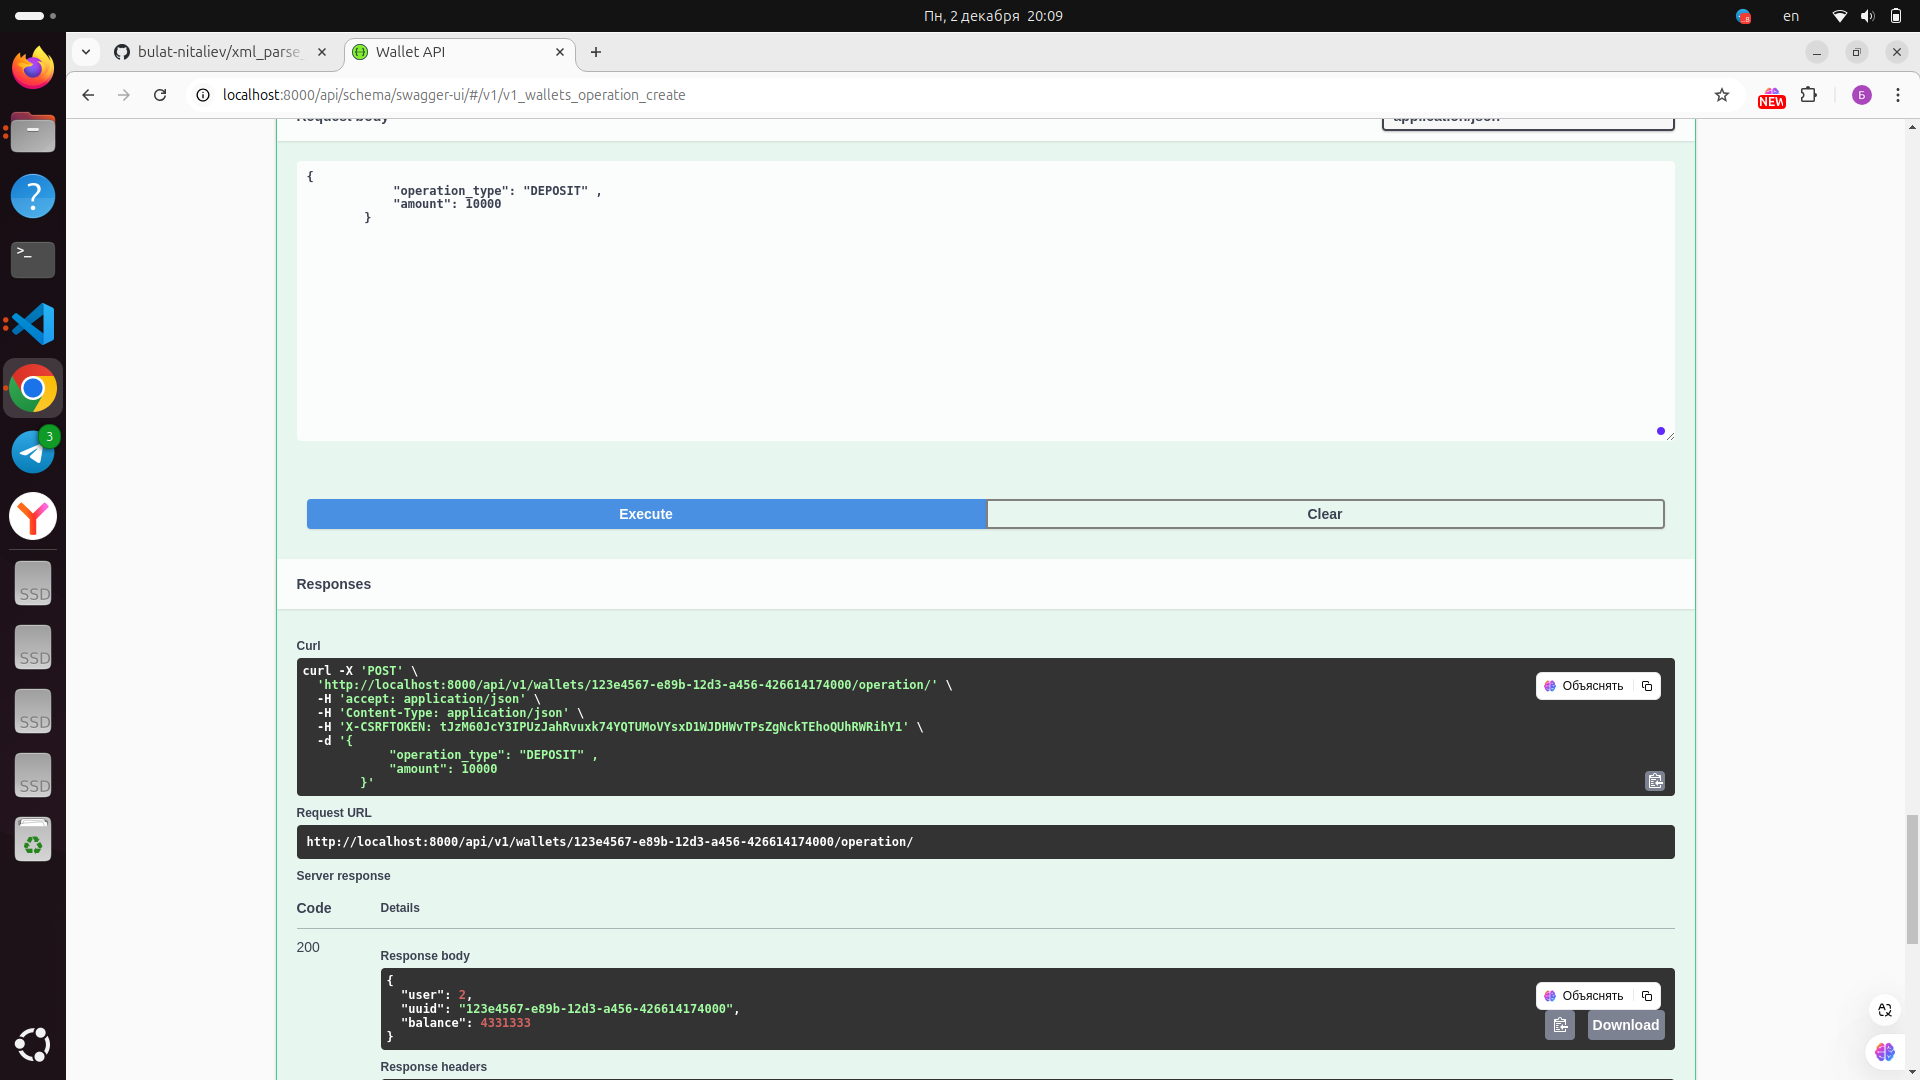 Пн, 2 декабря 20:09
8
en
bulat-nitaliev/xml_parse
Wallet API
localhost:8000/api/schema/swagger-ui/#/v1/v1_wallets_operation_create
NEW
Б
Request body
application/json
{
"operation_type": "DEPOSIT" ,
"amount": 10000
}
Execute
Clear
Responses
Curl
curl -X 'POST' \
'http://localhost:8000/api/v1/wallets/123e4567-e89b-12d3-a456-426614174000/operation/' \
-H 'accept: application/json' \
-H 'Content-Type: application/json' \
-H 'X-CSRFTOKEN: tJzM60JcY3IPUzJahRvuxk74YQTUMoVYsxD1WJDHWvTPsZgNckTEhoQUhRWRihY1' \
-d '{
"operation_type": "DEPOSIT" ,
"amount": 10000
}'
Объяснять
Request URL
http://localhost:8000/api/v1/wallets/123e4567-e89b-12d3-a456-426614174000/operation/
Server response
Code
Details
200
Response body
{
"user": 2,
"uuid": "123e4567-e89b-12d3-a456-426614174000",
"balance": 4331333
}
Объяснять
Download
Response headers
3
SSD
SSD
SSD
SSD